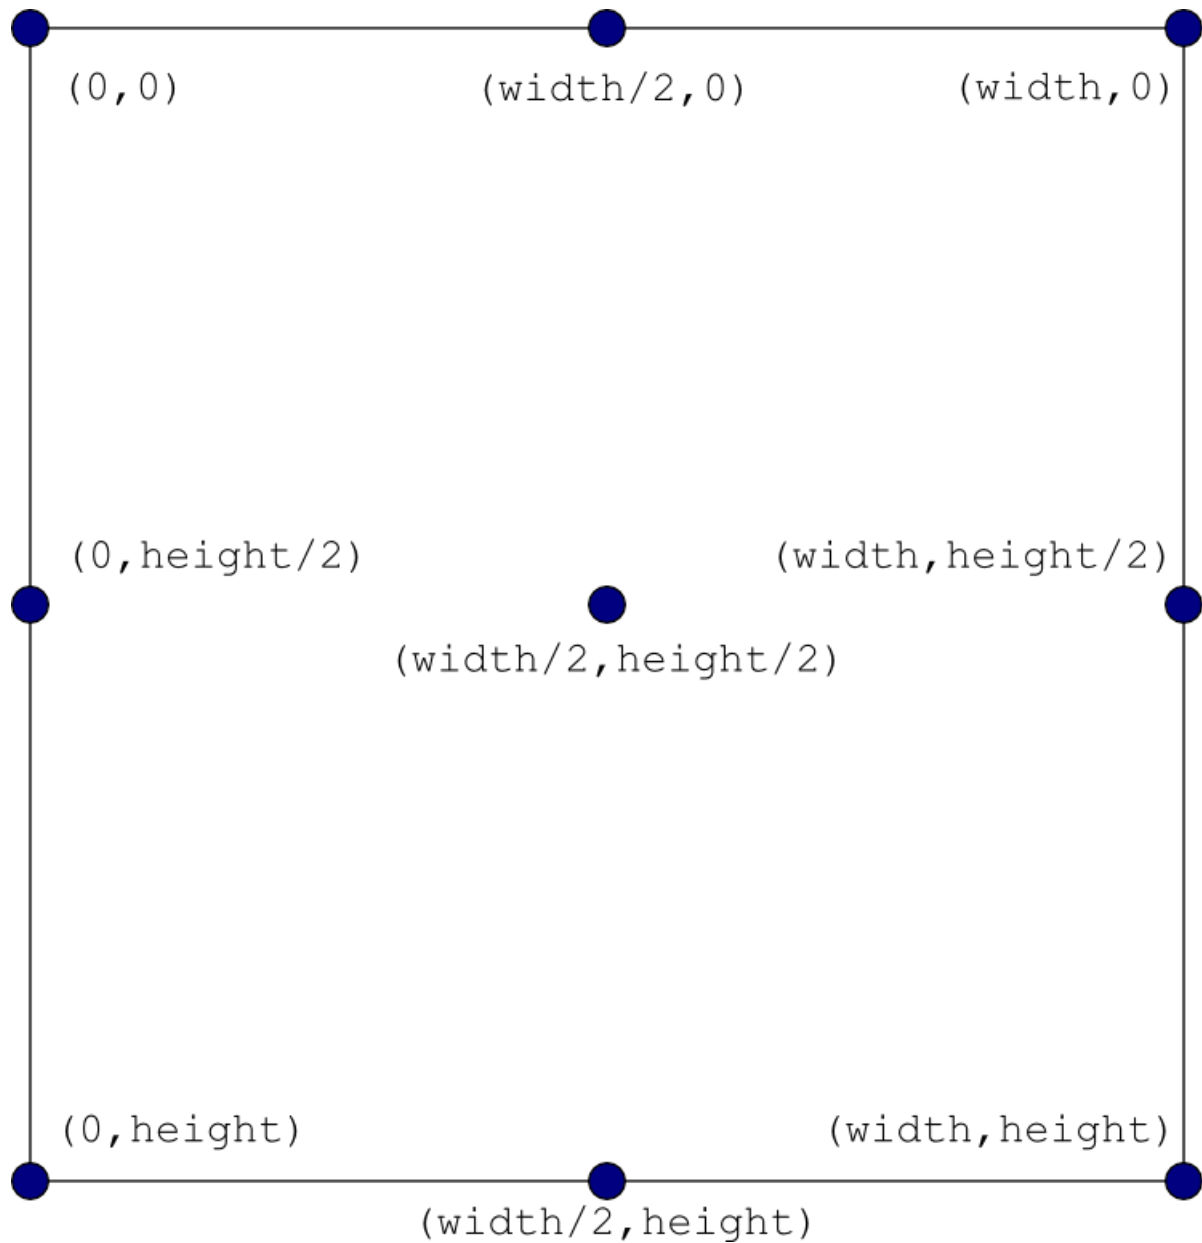 (0,0)
(width/2,0)
(width,0)
(0,height/2)
(width,height/2)
(width/2,height/2)
(0,height)
(width,height)
(width/2,height)